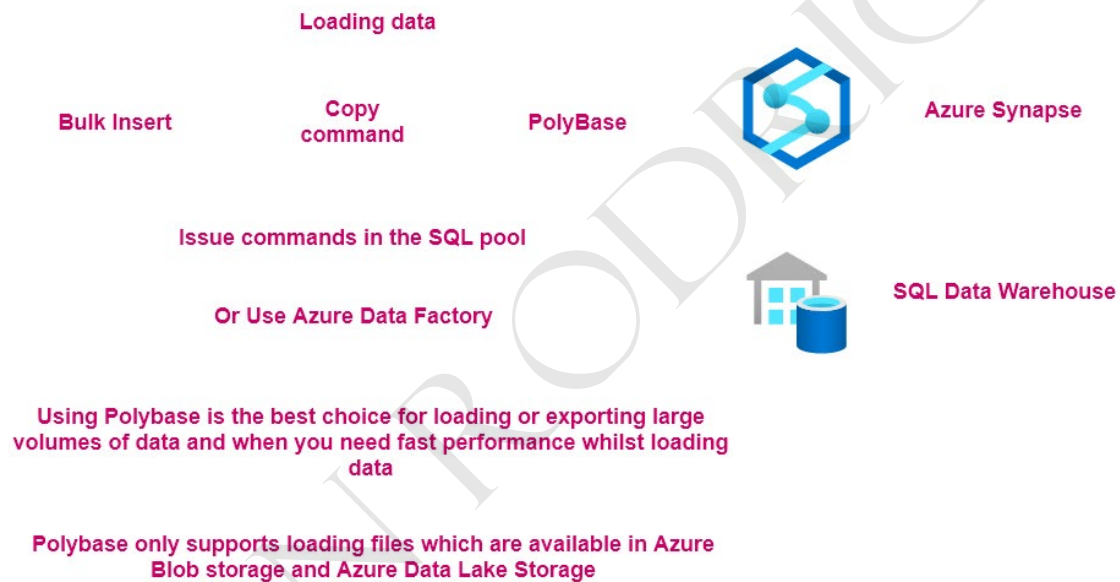 Loading data
Bulk Insert
Copy
command
PolyBase
Azure Synapse
Issue commands in the SQL pool
SQL Data Warehouse
Or Use Azure Data Factory
Using Polybase is the best choice for loading or exporting large
volumes of data and when you need fast performance whilst loading
data
Polybase only supports loading files which are available in Azure
Blob storage and Azure Data Lake Storage